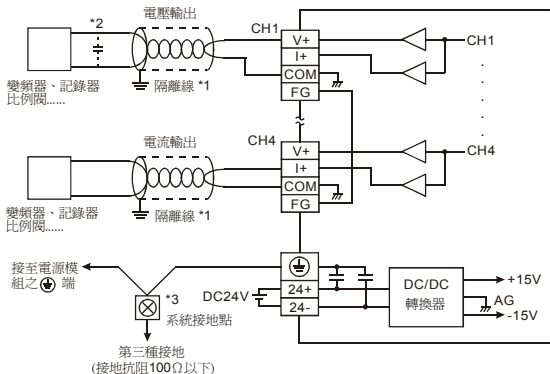 電壓輸出
*2
CH1
V+
I+
COM
FG
CH1
隔離線 *1
變頻器、記錄器
比例閥......
電流輸出
CH4
V+
I+
COM
FG
CH4
隔離線 *1
變頻器、記錄器
比例閥......
接至電源模
組之 端
*3
系統接地點
第三種接地
(接地抗阻100Ω以下)
DC24V
24+
24-
DC/DC
轉換器
+15V
AG
-15V